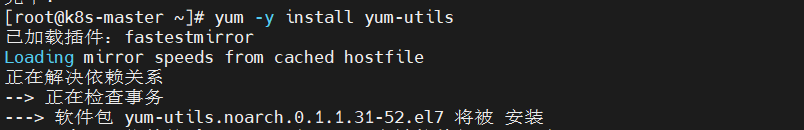 [root@k8s-master ~]# yum -y install yum-utils
已加载插件：fastestmirror
Loading mirror speeds from cached hostfile
正在解决依赖关系
--> 正在检查事务
---> 软件包 yum-utils.noarch.0.1.1.31-52.el7 将被 安装